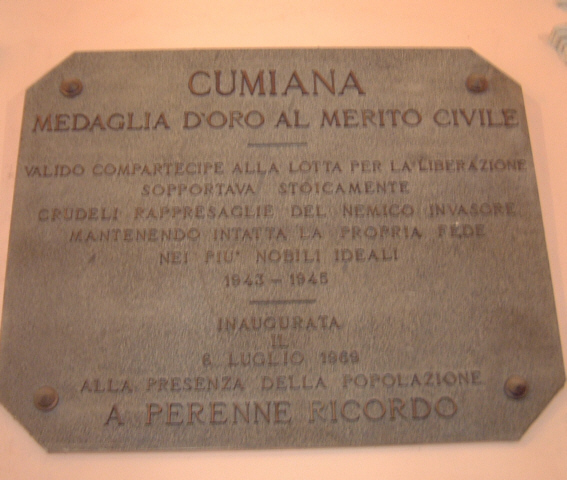 CUMIANA
MEDAGLIA D'ORO AL MERITO CIVILE
VALIDO COMPARTECIPE ALLA LOTTA PER LA LIBERAZIONE
SOPPORTAVA STOICAMENTE
CRUDELI RAPPRESAGLIE DEL NEMICO INVASORE
MANTENENDO INTATTA LA PROPRIA FEDE
NEI PIU' NOBILI IDEALI
1943 - 1945
INAUGURATA
IL
6 LUGLIO 1969
ALLA PRESENZA DELLA POPOLAZIONE
A PERENNE RICORDO